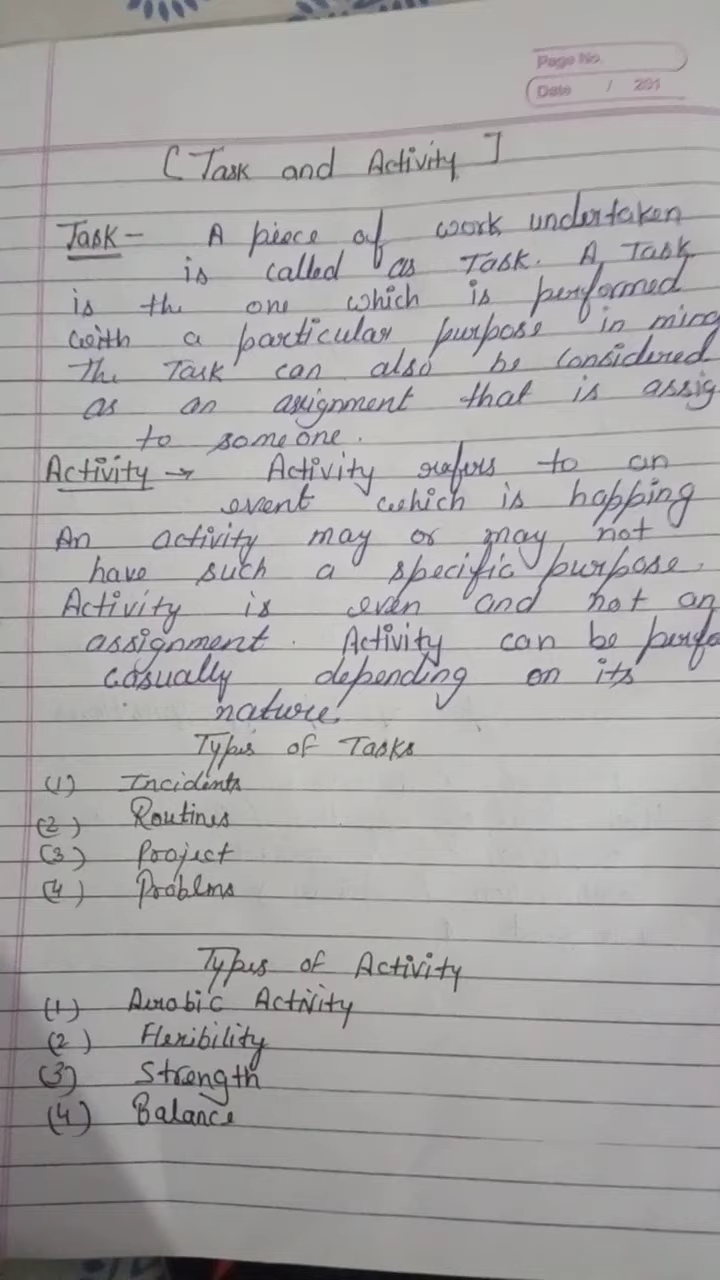 Page No.
Date / 201
[Task and Activity]
Task - A piece of work undertaken
is called as Task. A Task
is the one which is performed
with a particular purpose in mind
The Task can also be considered
as an assignment that is assig
to someone.
Activity → Activity refers to an
event which is happing
An activity may or may not
have such a specific purpose.
Activity is even and not an
assignment. Activity can be perfo
casually depending on its
nature.
Types of Tasks
(1) Incidents
(2) Routines
(3) Project
(4) Problms
Types of Activity
(1) Aerobic Activity
(2) Flexibility
(3) Strength
(4) Balance